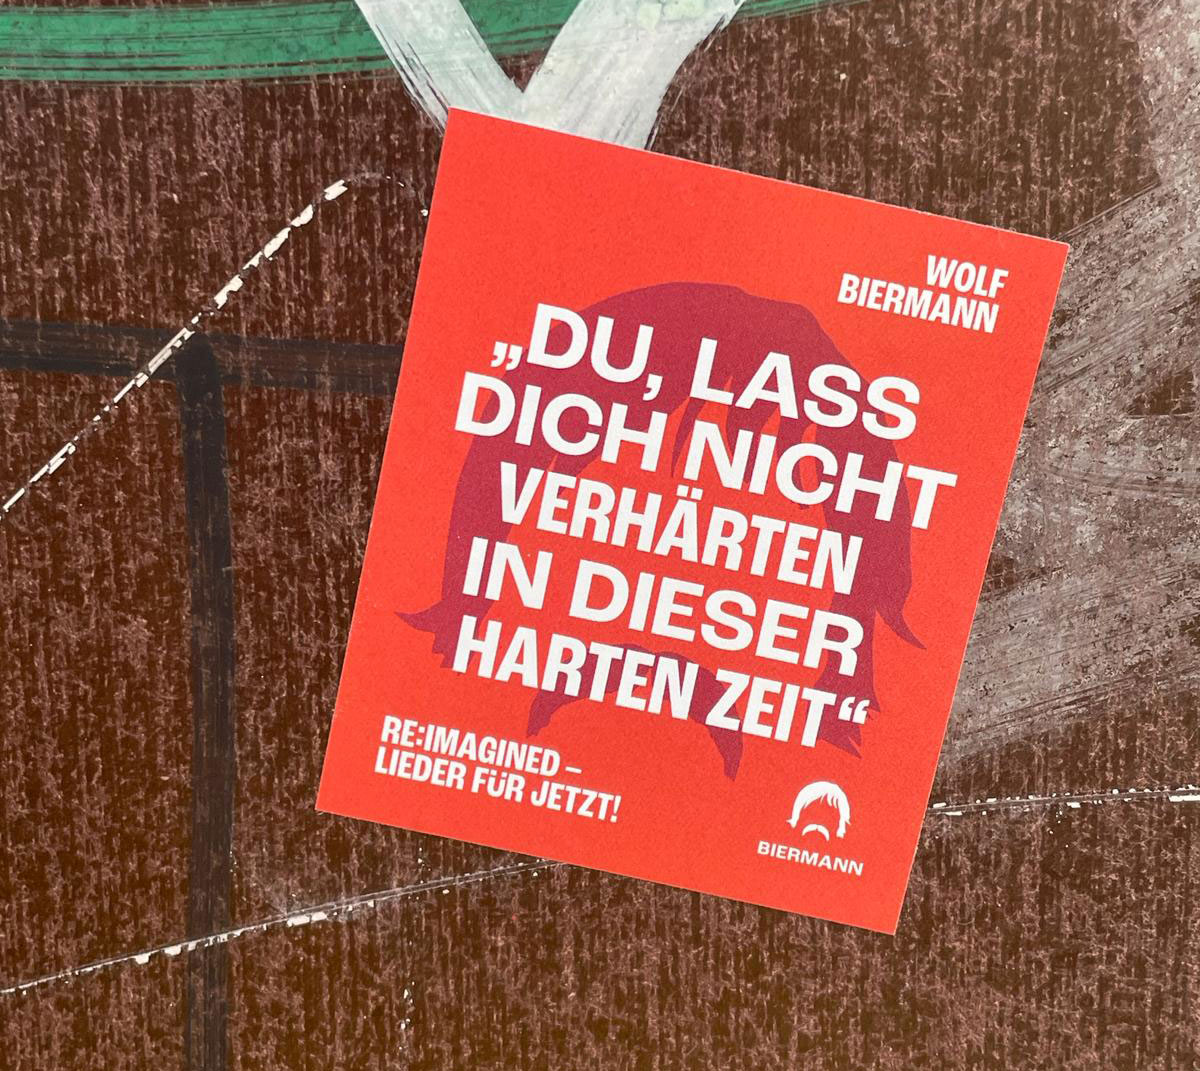 WOLF
BIERMANN
„DU, LASS
DICH NICHT
VERHÄRTEN
IN DIESER
HARTEN ZEIT“
RE:IMAGINED –
LIEDER FÜR JETZT!
BIERMANN